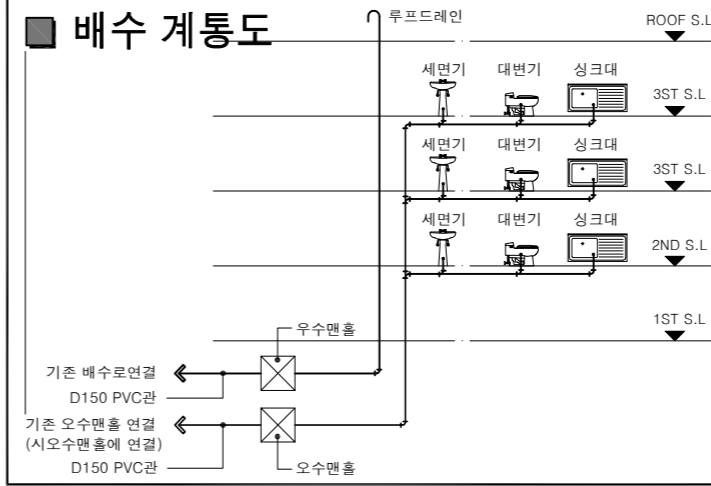 배수 계통도
루프드레인
ROOF S.L
세면기 대변기 싱크대
3ST S.L
세면기 대변기 싱크대
3ST S.L
세면기 대변기 싱크대
2ND S.L
1ST S.L
우수맨홀
기존 배수로연결
D150 PVC관
기존 오수맨홀 연결
(시오수맨홀에 연결)
D150 PVC관
오수맨홀